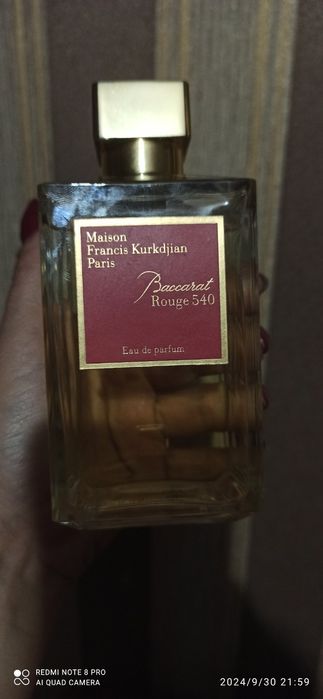 Maison
Francis Kurkdjian
Paris
Baccarat
Rouge 540
Eau de parfum
REDMI NOTE 8 PRO
AI QUAD CAMERA
2024/9/30 21:59